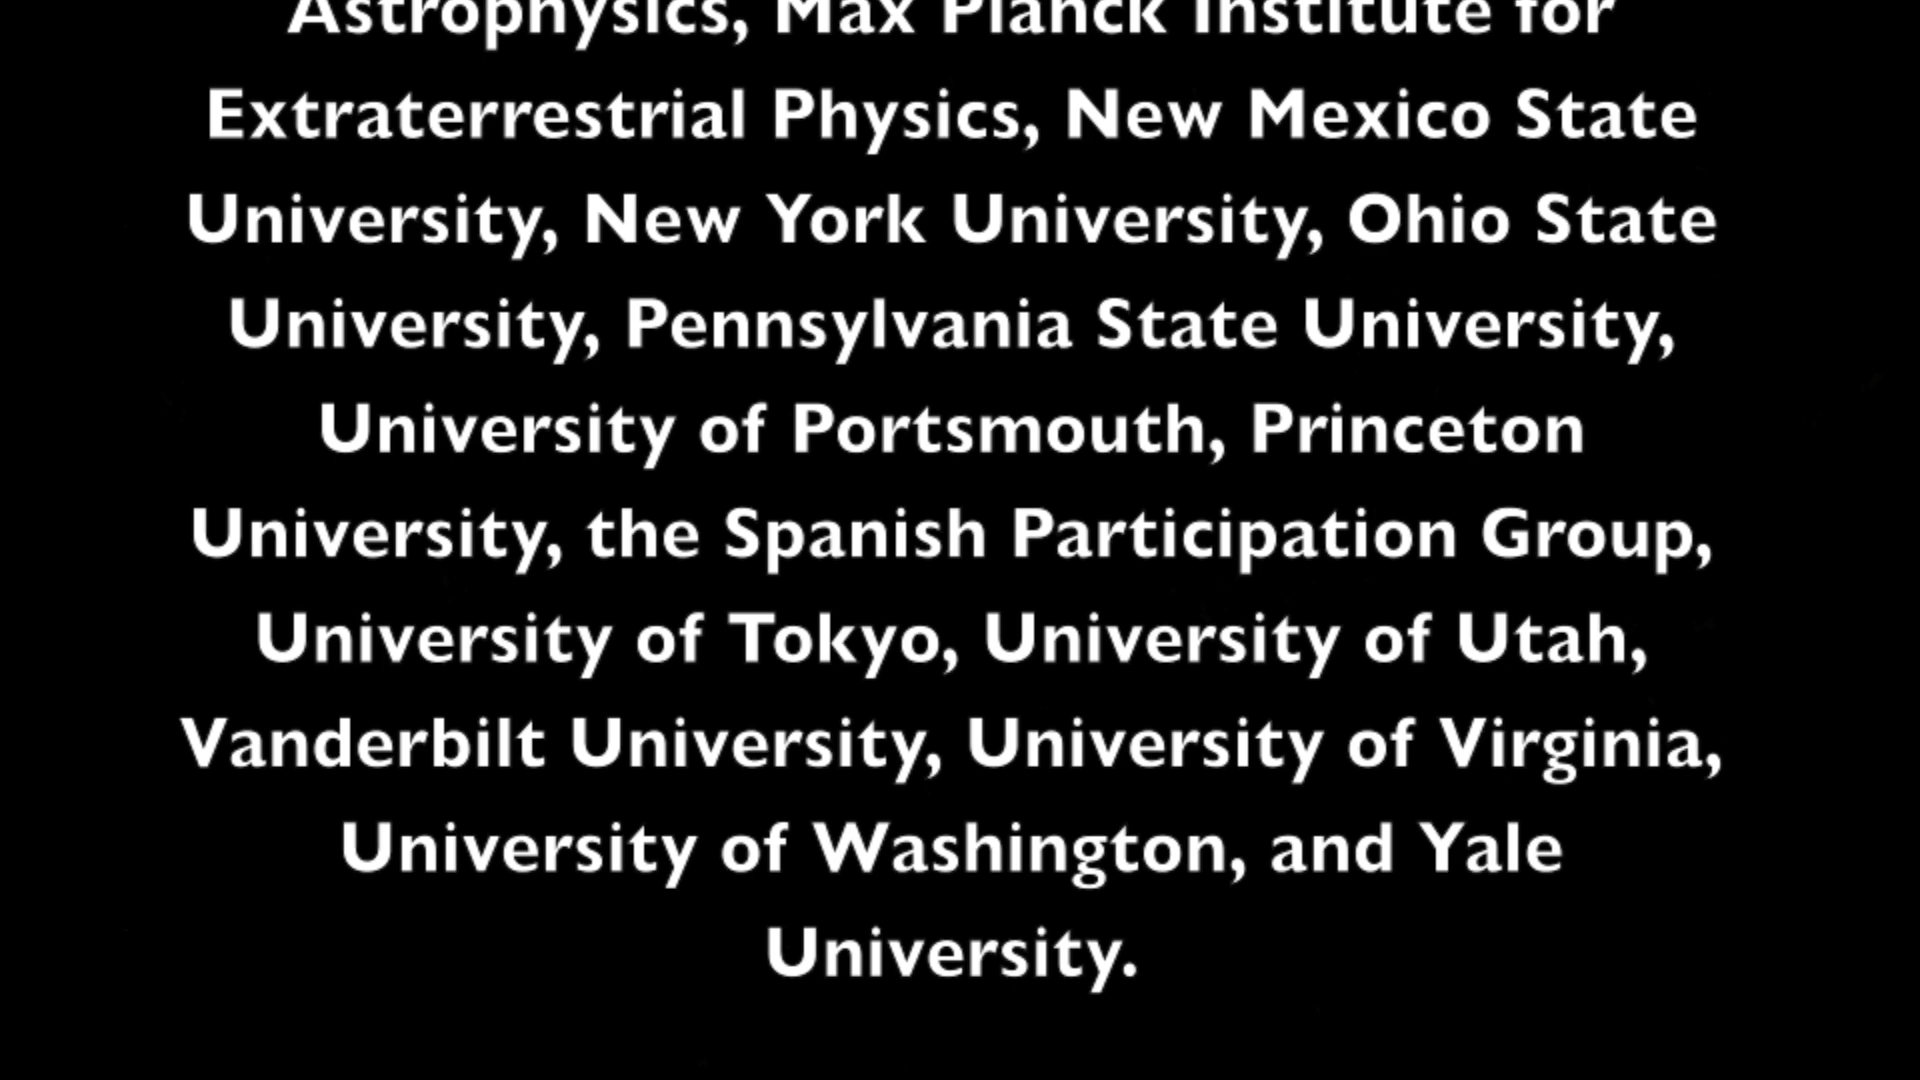 Astrophysics, Max Planck Institute for
Extraterrestrial Physics, New Mexico State
University, New York University, Ohio State
University, Pennsylvania State University,
University of Portsmouth, Princeton
University, the Spanish Participation Group,
University of Tokyo, University of Utah,
Vanderbilt University, University of Virginia,
University of Washington, and Yale
University.